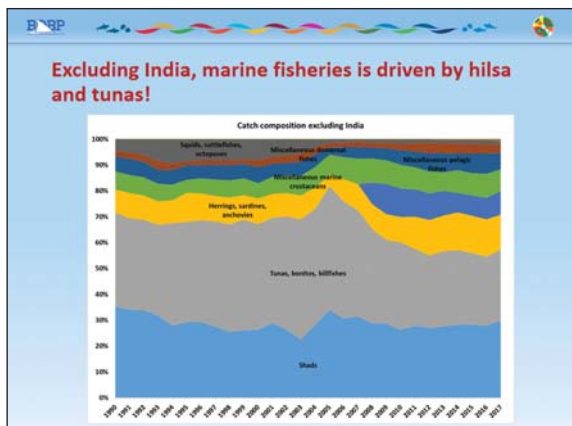 BOBP
Excluding India, marine fisheries is driven by hilsa
and tunas!
Catch composition excluding India
100%
90%
80%
70%
60%
50%
40%
30%
20%
10%
0%
Squids, cuttlefishes,
octopuses
Miscellaneous demersal
fishes
Miscellaneous pelagic
fishes
Miscellaneous marine
crustaceans
Herrings, sardines,
anchovies
Tunas, bonitos, billfishes
Shads
1990
1991
1992
1993
1994
1995
1996
1997
1998
1999
2000
2001
2002
2003
2004
2005
2006
2007
2008
2009
2010
2011
2012
2013
2014
2015
2016
2017